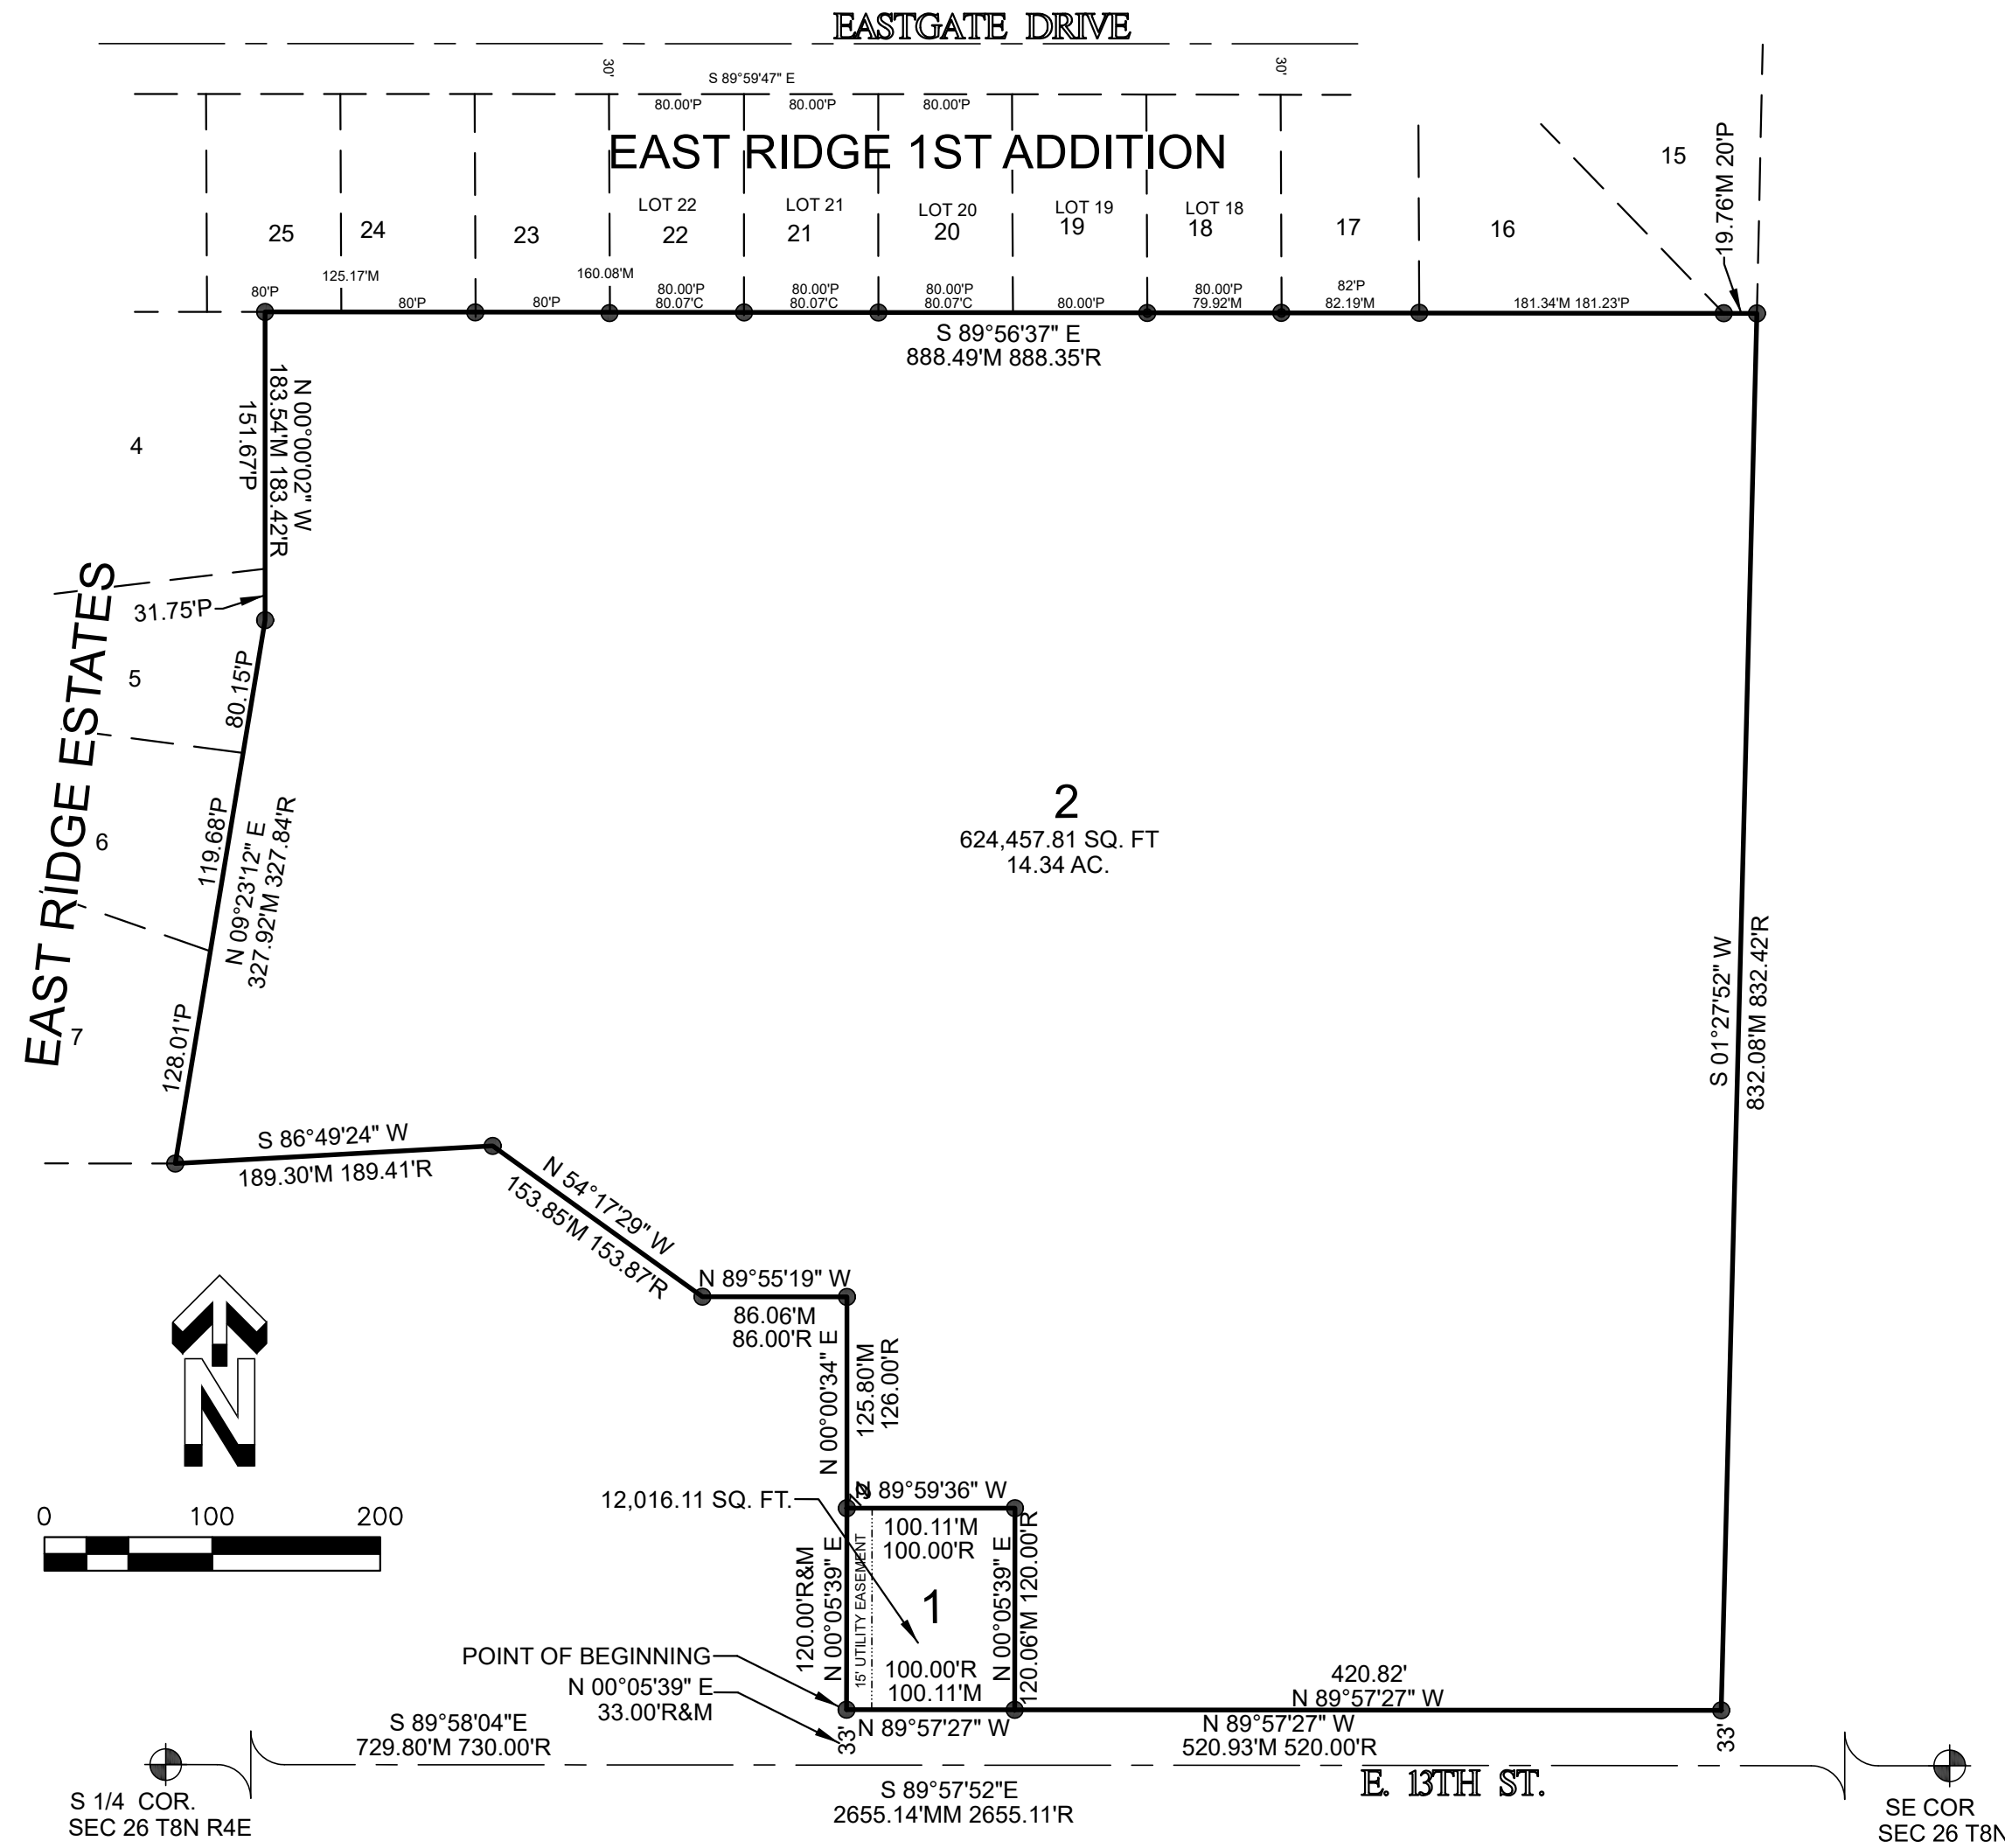 EASTGATE DRIVE
30'
S 89°59'47" E
30'
80.00'P
80.00'P
80.00'P
EAST RIDGE 1ST ADDITION
15
19.76'M 20'P
LOT 22
LOT 21
LOT 20
LOT 19
LOT 18
25
24
23
22
21
20
19
18
17
16
80'P
125.17'M
80'P
80'P
160.08'M
80.00'P
80.07'C
80.00'P
80.07'C
80.00'P
80.07'C
80.00'P
80.00'P
79.92'M
82'P
82.19'M
181.34'M 181.23'P
S 89°56'37" E
888.49'M 888.35'R
N 00°00'02" W
183.54'M 183.42'R
151.67'P
4
31.75'P
EAST RIDGE ESTATES
5
80.15'P
6
119.68'P
N 09°23'12" E
327.92'M 327.84'R
7
128.01'P
2
624,457.81 SQ. FT
14.34 AC.
S 01°27'52" W
832.08'M 832.42'R
S 86°49'24" W
189.30'M 189.41'R
N 54°17'29" W
153.85'M 153.87'R
N 89°55'19" W
86.06'M
86.00'R
N 00°00'34" E
125.80'M
126.00'R
N
0 100 200
12,016.11 SQ. FT.
N 89°59'36" W
100.11'M
100.00'R
120.00'R&M
N 00°05'39" E
15' UTILITY EASEMENT
1
N 00°05'39" E
120.06'M 120.00'R
100.00'R
100.11'M
POINT OF BEGINNING
N 00°05'39" E
33.00'R&M
33'
N 89°57'27" W
420.82'
N 89°57'27" W
N 89°57'27" W
520.93'M 520.00'R
33'
S 89°58'04"E
729.80'M 730.00'R
S 89°57'52"E
2655.14'MM 2655.11'R
E. 13TH ST.
S 1/4 COR.
SEC 26 T8N R4E
SE COR
SEC 26 T8N